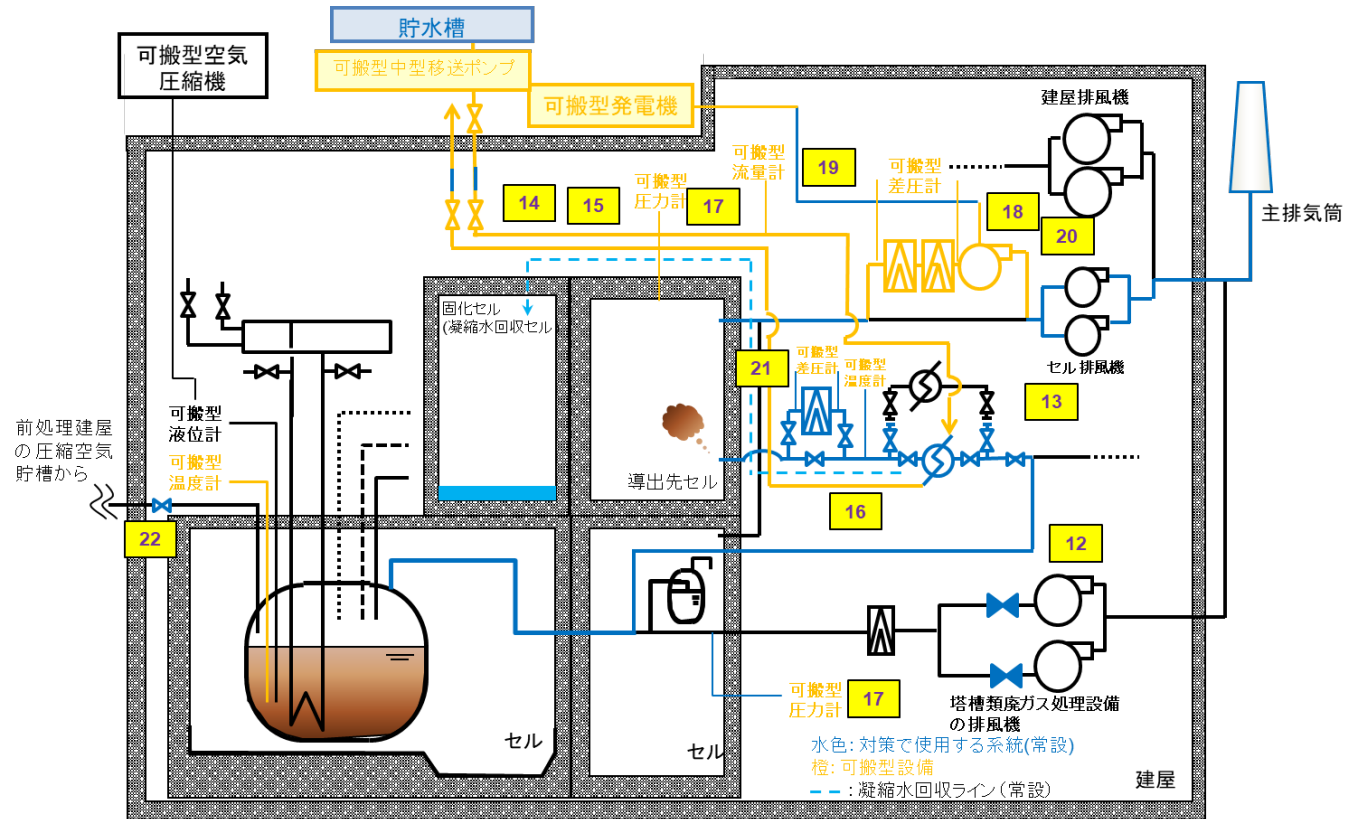 貯水槽
可搬型空気
圧縮機
可搬型中型移送ポンプ
可搬型発電機
建屋排風機
可搬型
流量計
19
可搬型
差圧計
可搬型
圧力計
14
15
17
18
20
主排気筒
固化セル
(凝縮水回収セル)
21
可搬型
差圧計
可搬型
温度計
セル排風機
13
可搬型
液位計
前処理建屋
の圧縮空気
貯槽から
可搬型
温度計
導出先セル
16
22
12
可搬型
圧力計
17
塔槽類廃ガス処理設備
の排風機
セル
セル
水色:対策で使用する系統(常設)
橙:可搬型設備
:凝縮水回収ライン(常設)
建屋